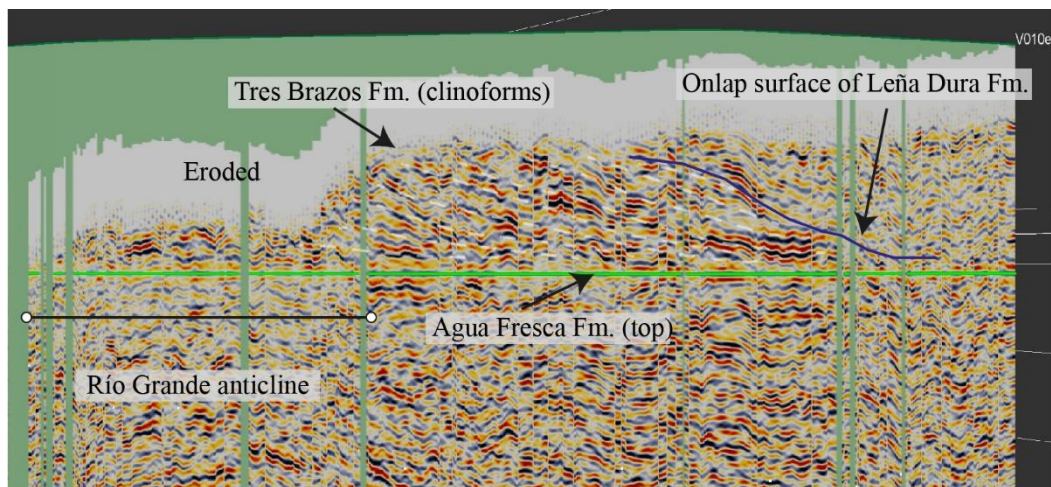 V010e
Tres Brazos Fm. (clinoforms)
Onlap surface of Leña Dura Fm.
Eroded
Agua Fresca Fm. (top)
Río Grande anticline